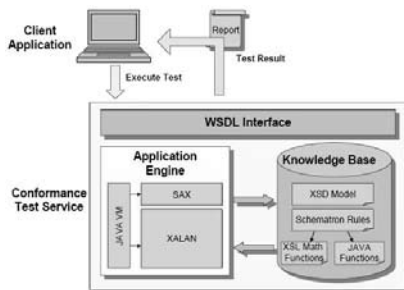 Client
Application
Report
Test Result
Execute Test
WSDL Interface
Application
Engine
Knowledge Base
Conformance
Test Service
JAVA VM
SAX
XALAN
XSD Model
Schematron Rules
XSL Math
Functions
JAVA
Functions